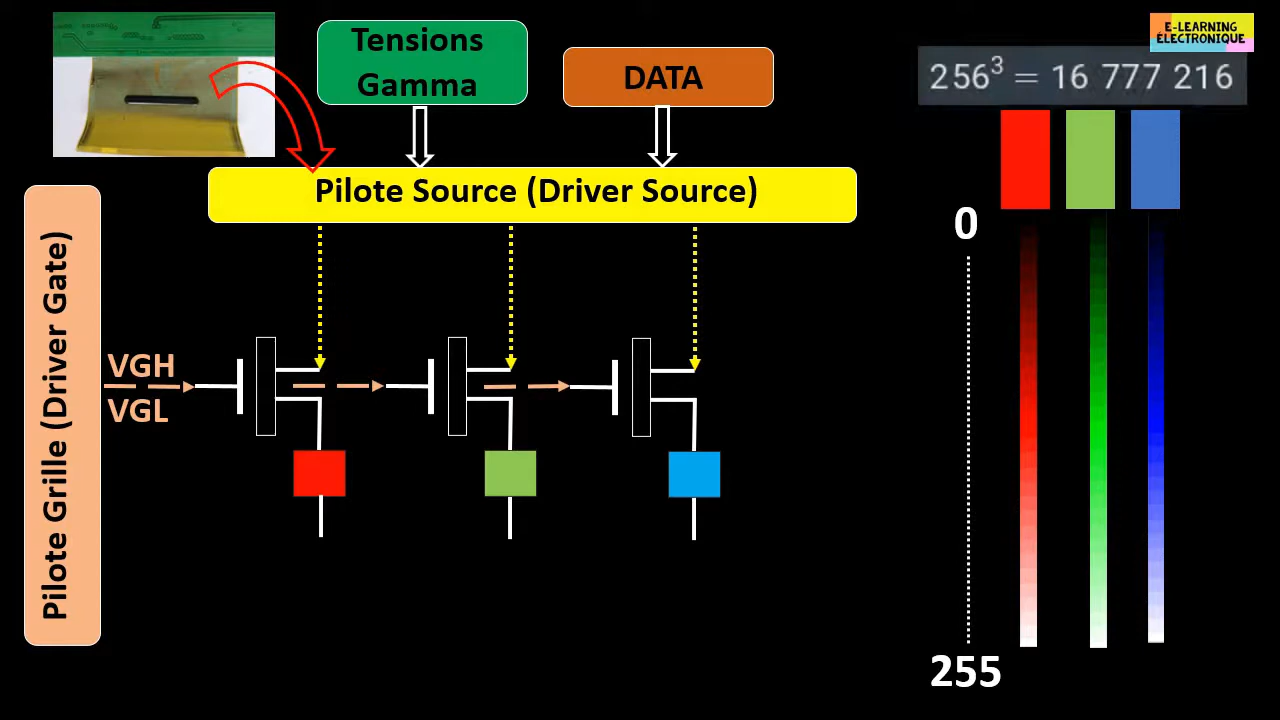 E-LEARNING
ÉLECTRONIQUE
Tensions
Gamma
DATA
256³ = 16 777 216
Pilote Source (Driver Source)
0
Pilote Grille (Driver Gate)
VGH
VGL
255